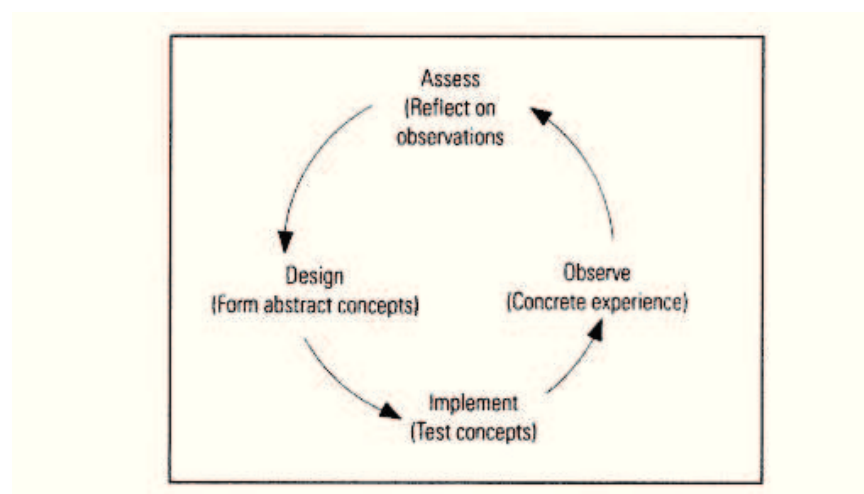 Assess
(Reflect on
observations
Design
(Form abstract concepts)
Observe
(Concrete experience)
Implement
(Test concepts)